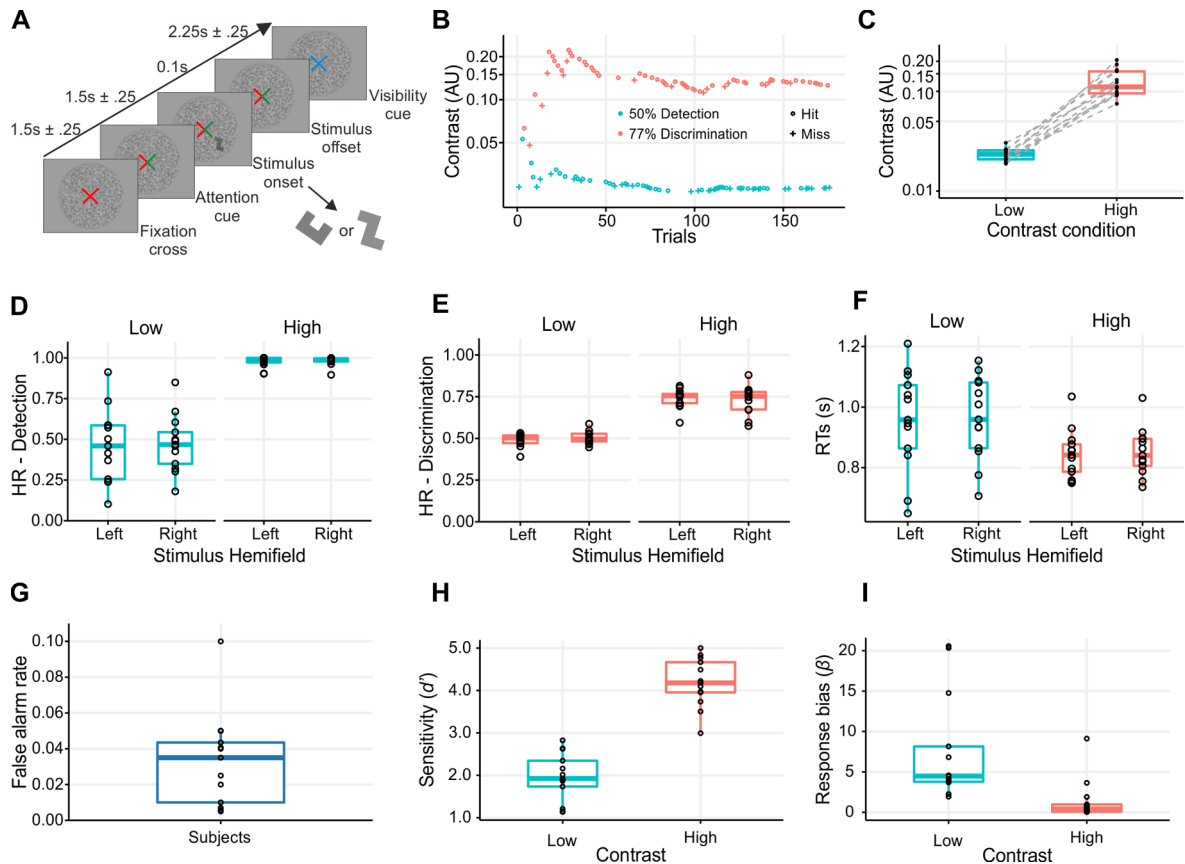 A
2.25s ± .25
0.1s
1.5s ± .25
1.5s ± .25
Visibility
cue
Stimulus
offset
Stimulus
onset
Attention
cue
Fixation
cross
or
B
Contrast (AU)
0.20
0.15
0.10
0.05
50% Detection
77% Discrimination
Hit
Miss
0
50
100
150
Trials
C
Contrast (AU)
0.20
0.15
0.10
0.05
0.01
Low
High
Contrast condition
D
Low
High
HR - Detection
1.00
0.75
0.50
0.25
0.00
Left
Right
Left
Right
Stimulus Hemifield
E
Low
High
HR - Discrimination
1.00
0.75
0.50
0.25
0.00
Left
Right
Left
Right
Stimulus Hemifield
F
Low
High
RTs (s)
1.2
1.0
0.8
Left
Right
Left
Right
Stimulus Hemifield
G
False alarm rate
0.10
0.08
0.06
0.04
0.02
0.00
Subjects
H
Sensitivity (d')
5.0
4.0
3.0
2.0
1.0
Low
High
Contrast
I
Response bias (β)
20
15
10
5
0
Low
High
Contrast